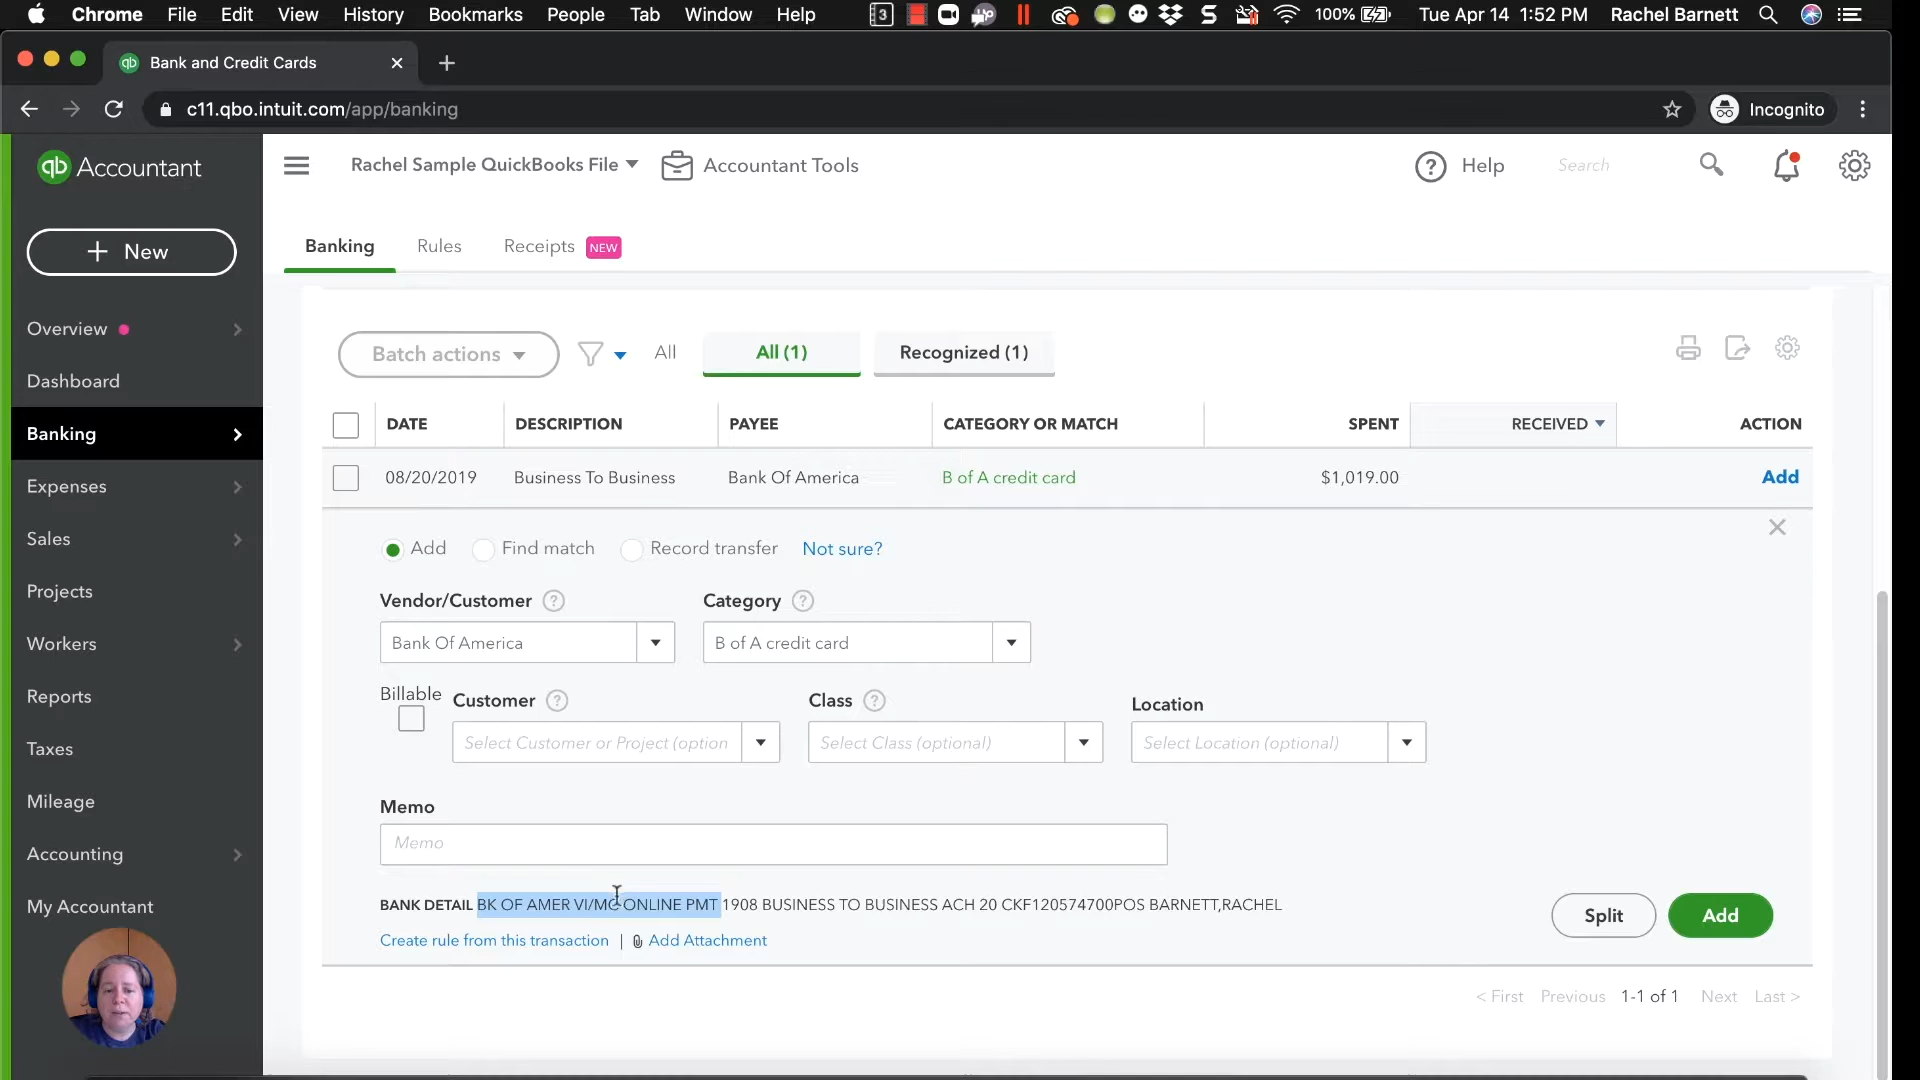 Chrome File Edit View History Bookmarks People Tab Window Help 3 100% Tue Apr 14 1:52 PM Rachel Barnett
qb Bank and Credit Cards
c11.qbo.intuit.com/app/banking Incognito
qb Accountant
Rachel Sample QuickBooks File Accountant Tools Help Search
New
Banking Rules Receipts NEW
Overview
Dashboard
Banking
Expenses
Sales
Projects
Workers
Reports
Taxes
Mileage
Accounting
My Accountant
Batch actions All All (1) Recognized (1)
DATE DESCRIPTION PAYEE CATEGORY OR MATCH SPENT RECEIVED ACTION
08/20/2019 Business To Business Bank Of America B of A credit card $1,019.00 Add
Add Find match Record transfer Not sure?
Vendor/Customer ? Category ?
Bank Of America B of A credit card
Billable Customer ? Class ? Location
Select Customer or Project (option Select Class (optional) Select Location (optional)
Memo
Memo
BANK DETAIL BK OF AMER VI/MC ONLINE PMT 1908 BUSINESS TO BUSINESS ACH 20 CKF120574700POS BARNETT,RACHEL
Split Add
Create rule from this transaction | Add Attachment
< First Previous 1-1 of 1 Next Last >